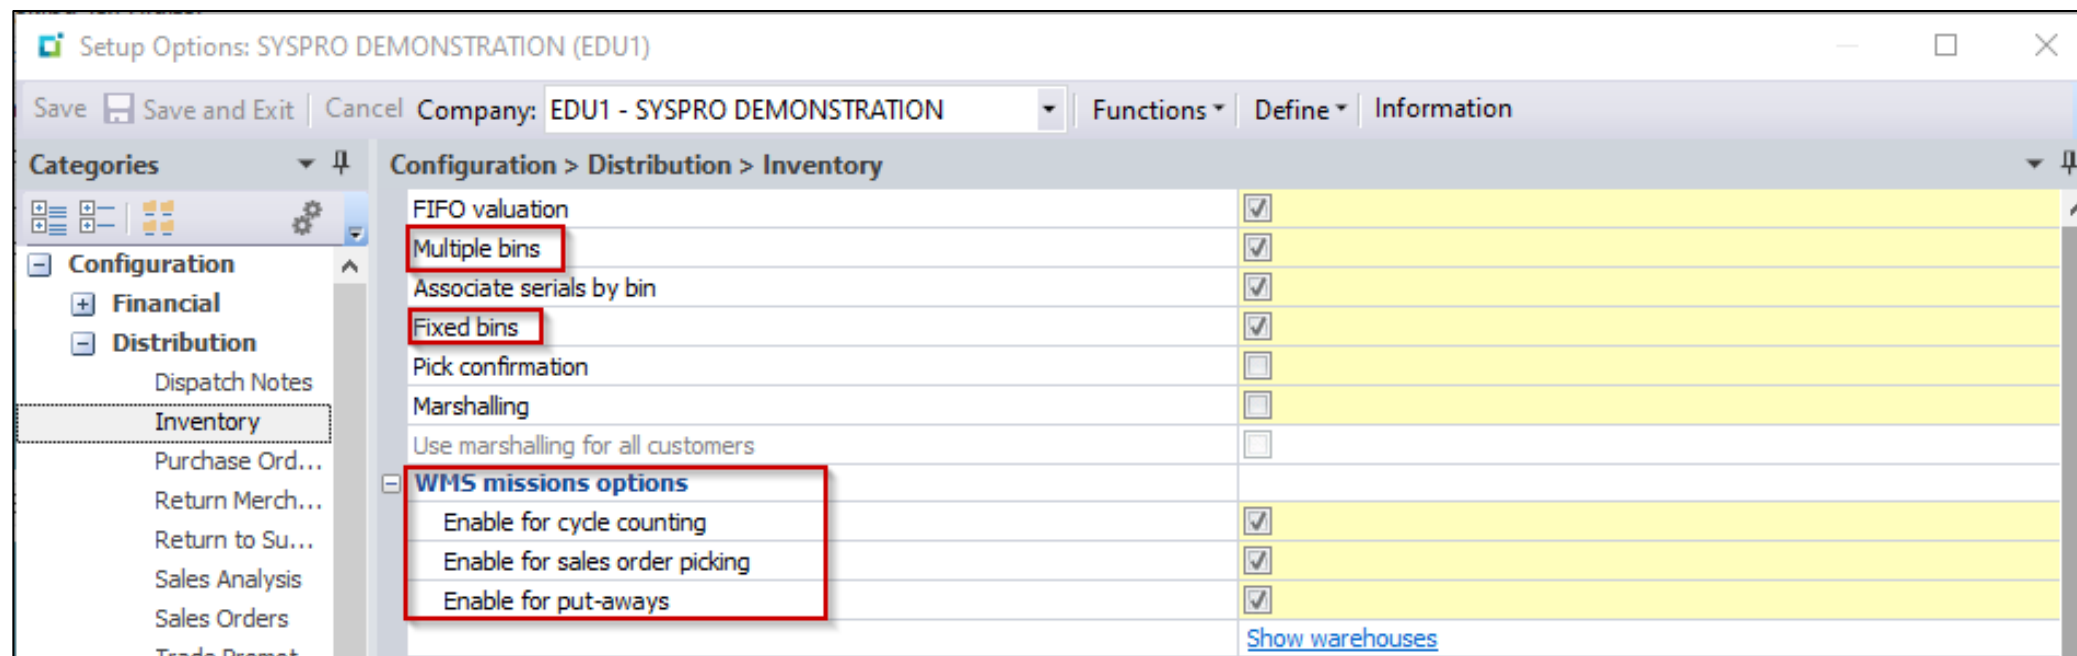 Setup Options: SYSPRO DEMONSTRATION (EDU1)
Save Save and Exit Cancel Company: EDU1 - SYSPRO DEMONSTRATION Functions Define Information
Categories
Configuration > Distribution > Inventory
Configuration
Financial
Distribution
Dispatch Notes
Inventory
Purchase Ord...
Return Merch...
Return to Su...
Sales Analysis
Sales Orders
FIFO valuation
Multiple bins
Associate serials by bin
Fixed bins
Pick confirmation
Marshalling
Use marshalling for all customers
WMS missions options
Enable for cycle counting
Enable for sales order picking
Enable for put-aways
Show warehouses